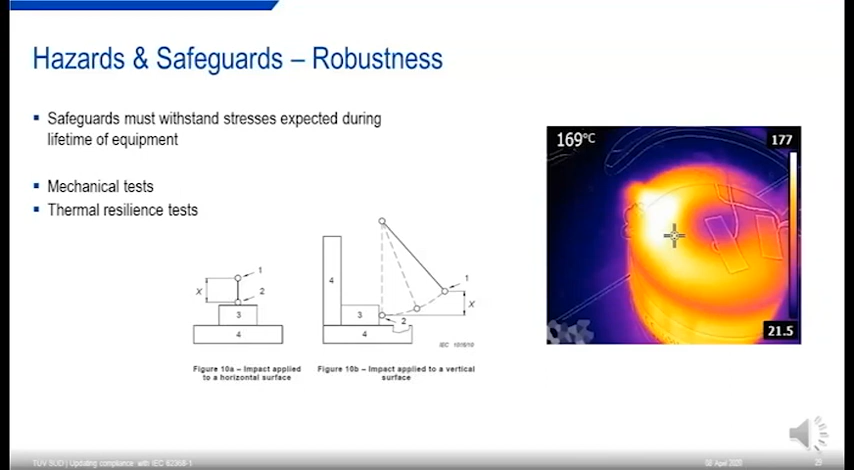 Hazards & Safeguards – Robustness
▪ Safeguards must withstand stresses expected during
lifetime of equipment
▪ Mechanical tests
▪ Thermal resilience tests
169°C
177
21.5
1
2
X
3
4
Figure 10a – Impact applied
to a horizontal surface
4
3
4
2
1
X
Figure 10b – Impact applied to a vertical
surface
TÜV SÜD | Updating compliance with IEC 62368-1